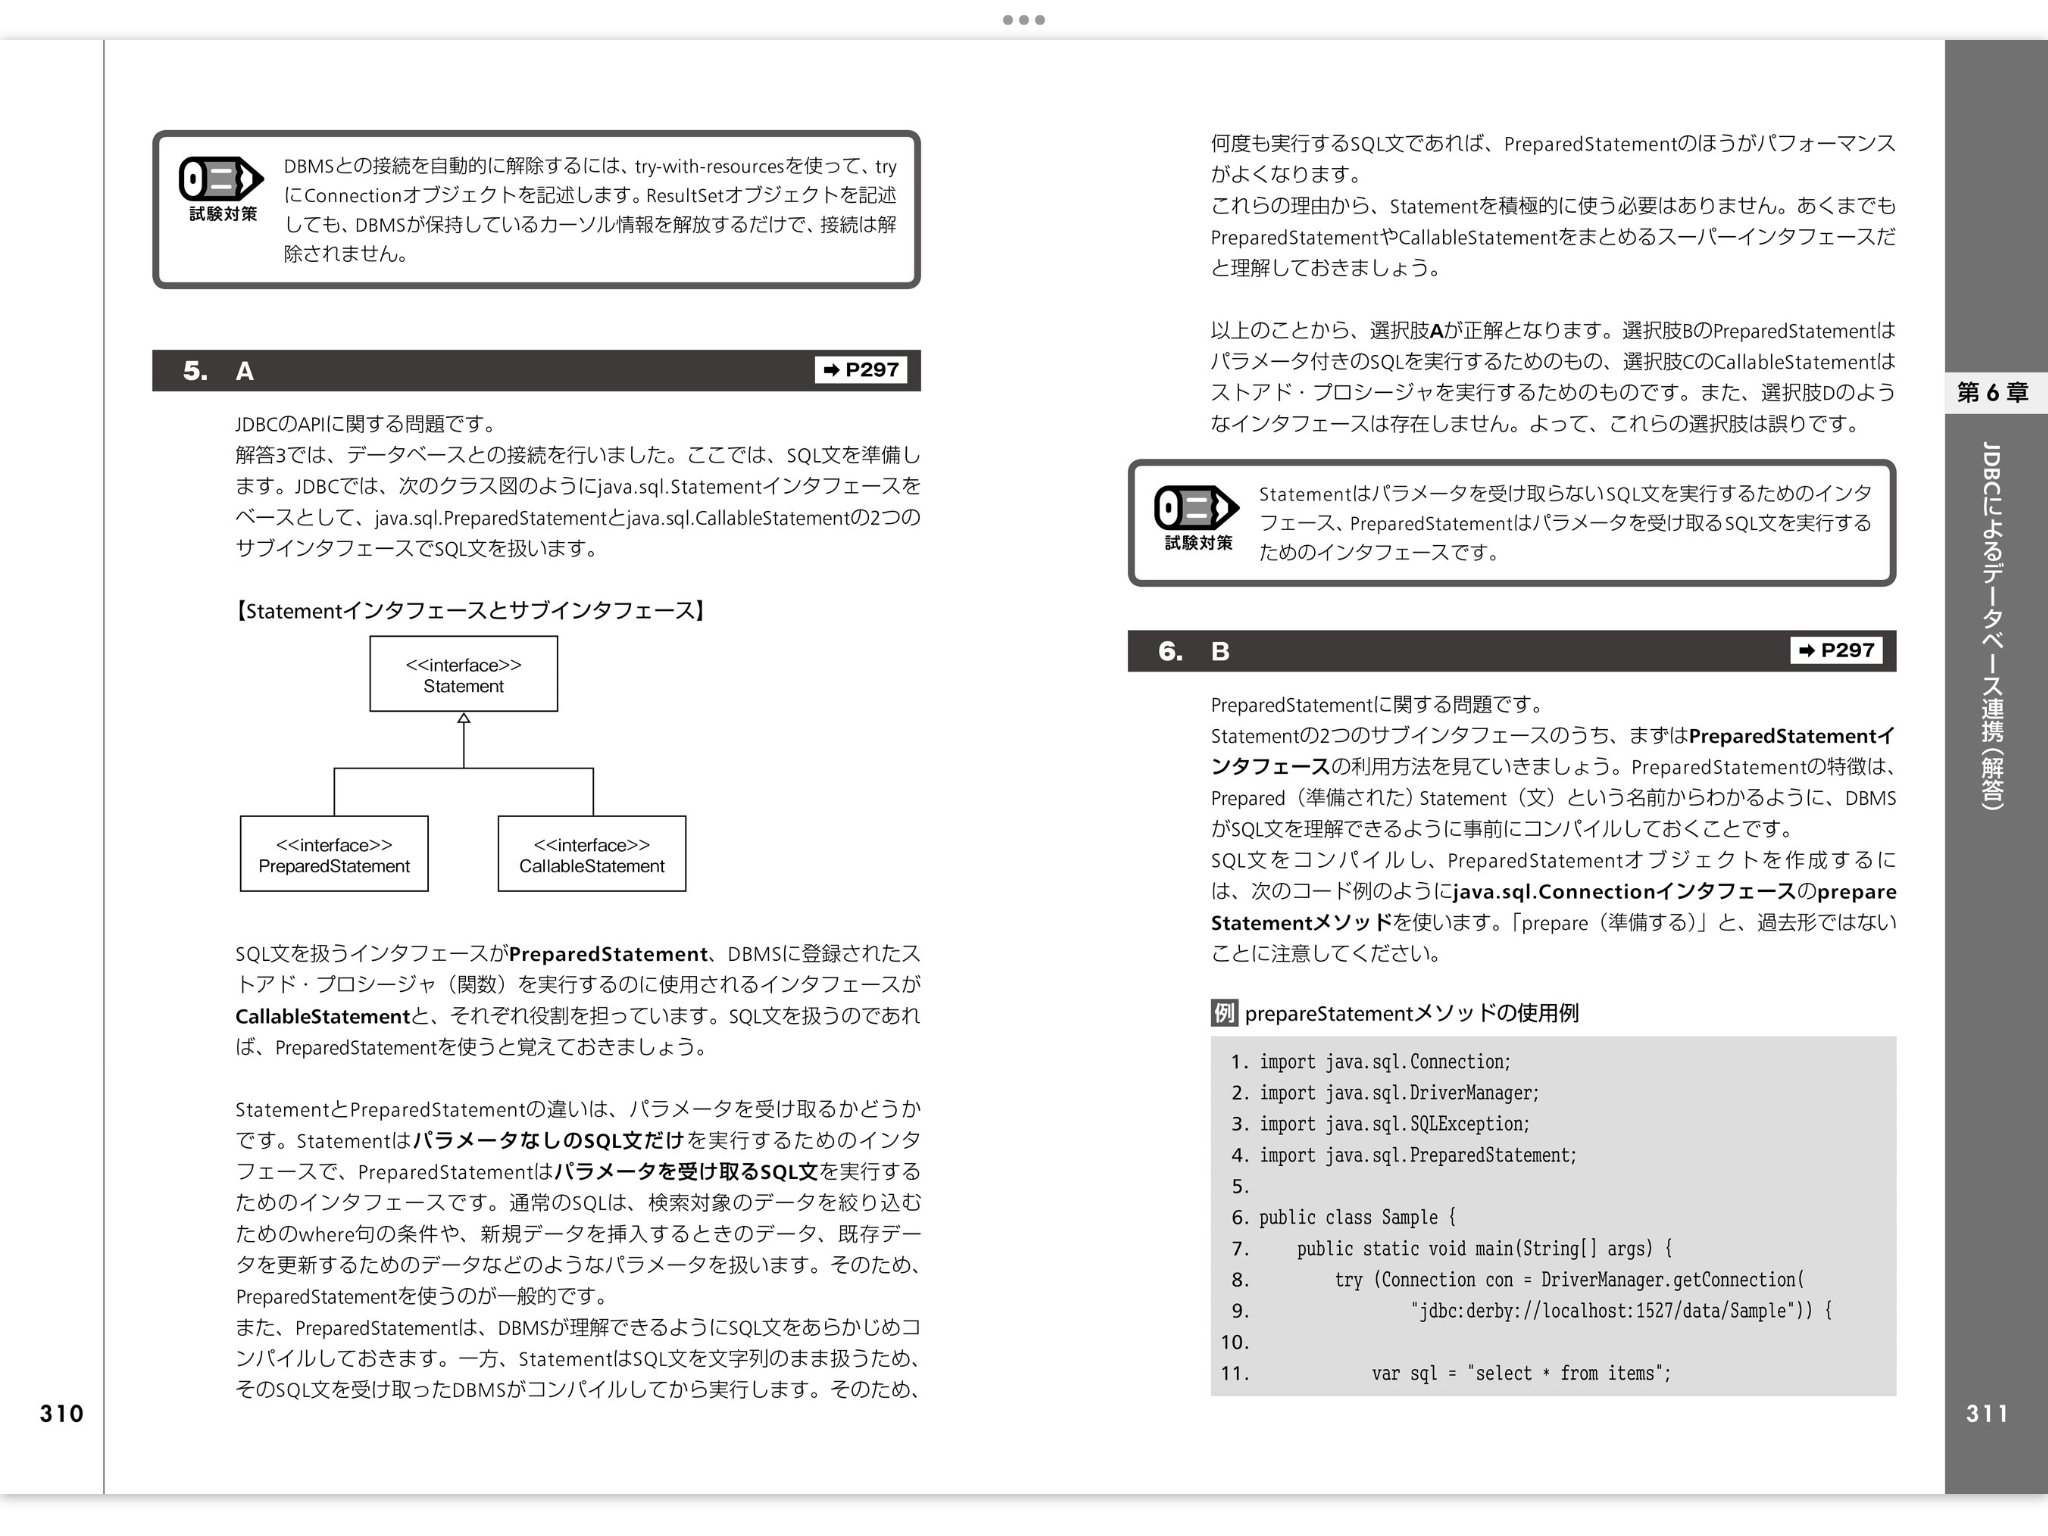 DBMSとの接続を自動的に解除するには、try-with-resourcesを使って、try
にConnectionオブジェクトを記述します。ResultSetオブジェクトを記述
しても、DBMSが保持しているカーソル情報を解放するだけで、接続は解
除されません。
試験対策
5. A
➡ P297
JDBCのAPIに関する問題です。
解答3では、データベースとの接続を行いました。ここでは、SQL文を準備し
ます。JDBCでは、次のクラス図のようにjava.sql.Statementインタフェースを
ベースとして、java.sql.PreparedStatementとjava.sql.CallableStatementの2つの
サブインタフェースでSQL文を扱います。
【Statementインタフェースとサブインタフェース】
<<interface>>
Statement
<<interface>>
PreparedStatement
<<interface>>
CallableStatement
SQL文を扱うインタフェースがPreparedStatement、DBMSに登録されたス
トアド・プロシージャ（関数）を実行するのに使用されるインタフェースが
CallableStatementと、それぞれ役割を担っています。SQL文を扱うのであれ
ば、PreparedStatementを使うと覚えておきましょう。
StatementとPreparedStatementの違いは、パラメータを受け取るかどうか
です。StatementはパラメータなしのSQL文だけを実行するためのインタ
フェースで、PreparedStatementはパラメータを受け取るSQL文を実行する
ためのインタフェースです。通常のSQLは、検索対象のデータを絞り込む
ためのwhere句の条件や、新規データを挿入するときのデータ、既存デー
タを更新するためのデータなどのようなパラメータを扱います。そのため、
PreparedStatementを使うのが一般的です。
また、PreparedStatementは、DBMSが理解できるようにSQL文をあらかじめコ
ンパイルしておきます。一方、StatementはSQL文を文字列のまま扱うため、
そのSQL文を受け取ったDBMSがコンパイルしてから実行します。そのため、
310
何度も実行するSQL文であれば、PreparedStatementのほうがパフォーマンス
がよくなります。
これらの理由から、Statementを積極的に使う必要はありません。あくまでも
PreparedStatementやCallableStatementをまとめるスーパーインタフェースだ
と理解しておきましょう。
以上のことから、選択肢Aが正解となります。選択肢BのPreparedStatementは
パラメータ付きのSQLを実行するためのもの、選択肢CのCallableStatementは
ストアド・プロシージャを実行するためのものです。また、選択肢Dのよう
なインタフェースは存在しません。よって、これらの選択肢は誤りです。
Statementはパラメータを受け取らないSQL文を実行するためのインタ
フェース、PreparedStatementはパラメータを受け取るSQL文を実行する
ためのインタフェースです。
試験対策
6. B
➡ P297
PreparedStatementに関する問題です。
Statementの2つのサブインタフェースのうち、まずはPreparedStatementイ
ンタフェースの利用方法を見ていきましょう。PreparedStatementの特徴は、
Prepared（準備された）Statement（文）という名前からわかるように、DBMS
がSQL文を理解できるように事前にコンパイルしておくことです。
SQL文をコンパイルし、PreparedStatementオブジェクトを作成するに
は、次のコード例のようにjava.sql.Connectionインタフェースのprepare
Statementメソッドを使います。「prepare（準備する）」と、過去形ではない
ことに注意してください。
例 prepareStatementメソッドの使用例
1. import java.sql.Connection;
2. import java.sql.DriverManager;
3. import java.sql.SQLException;
4. import java.sql.PreparedStatement;
5.
6. public class Sample {
7.     public static void main(String[] args) {
8.         try (Connection con = DriverManager.getConnection(
9.                 "jdbc:derby://localhost:1527/data/Sample")) {
10.
11.             var sql = "select * from items";
第6章
JDBCによるデータベース連携（解答）
311